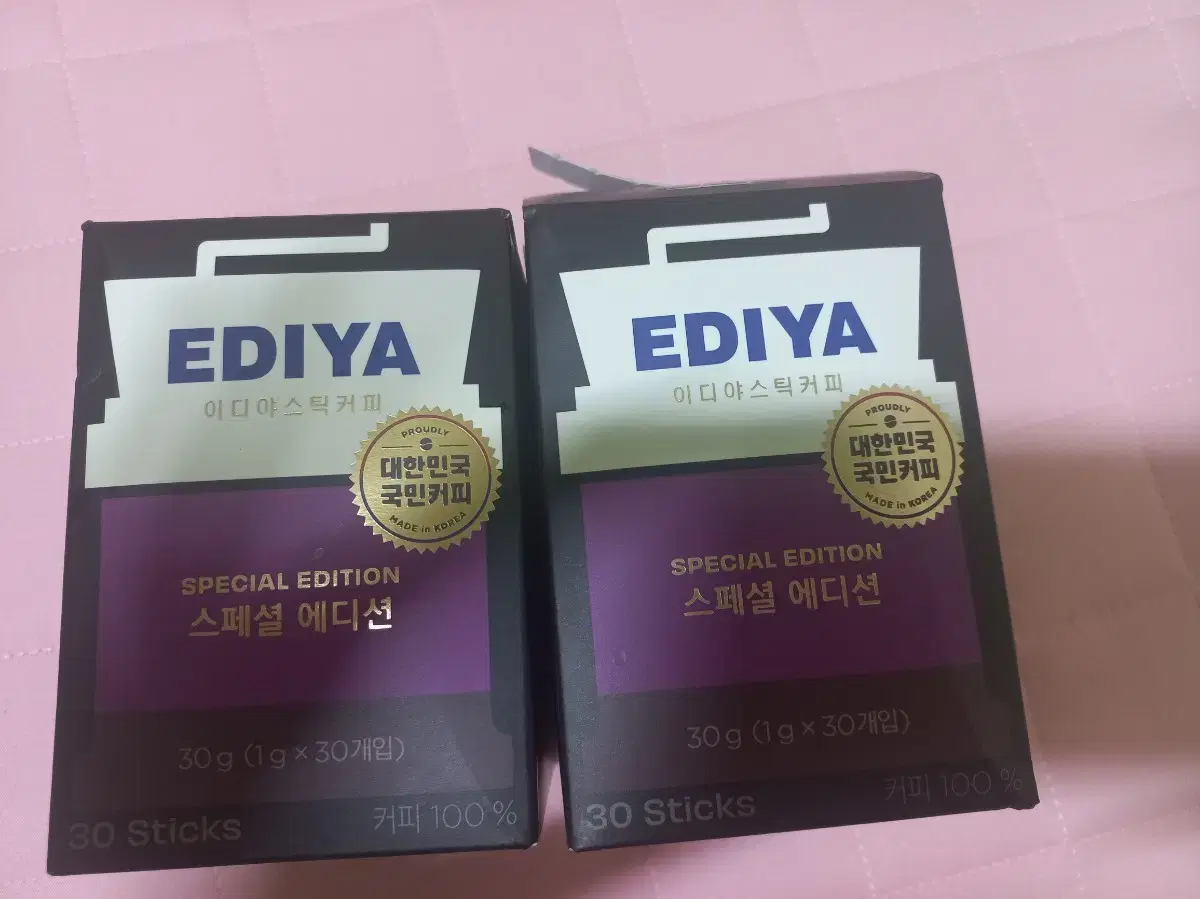 EDIYA
이디야스틱커피
PROUDLY
대한민국
국민커피
MADE in KOREA
SPECIAL EDITION
스페셜 에디션
30g (1g×30개입)
30 Sticks
커피 100%
EDIYA
이디야스틱커피
PROUDLY
대한민국
국민커피
MADE in KOREA
SPECIAL EDITION
스페셜 에디션
30g (1g×30개입)
30 Sticks
커피 100%